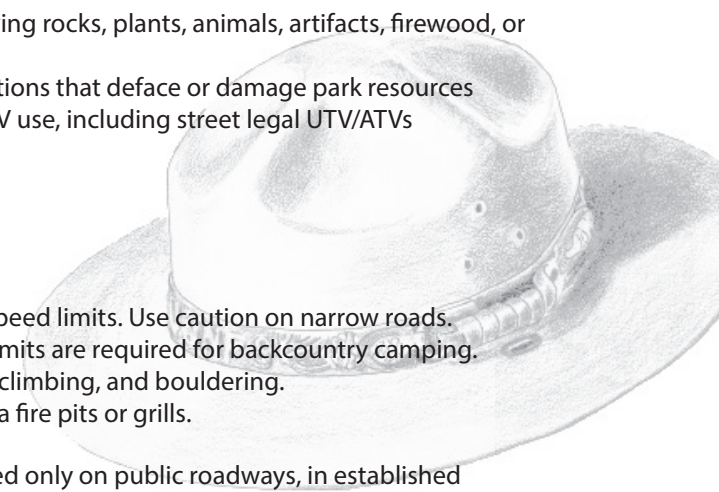 ing rocks, plants, animals, artifacts, firewood, or
tions that deface or damage park resources
V use, including street legal UTV/ATVs
peed limits. Use caution on narrow roads.
mits are required for backcountry camping.
climbing, and bouldering.
a fire pits or grills.
ed only on public roadways, in established